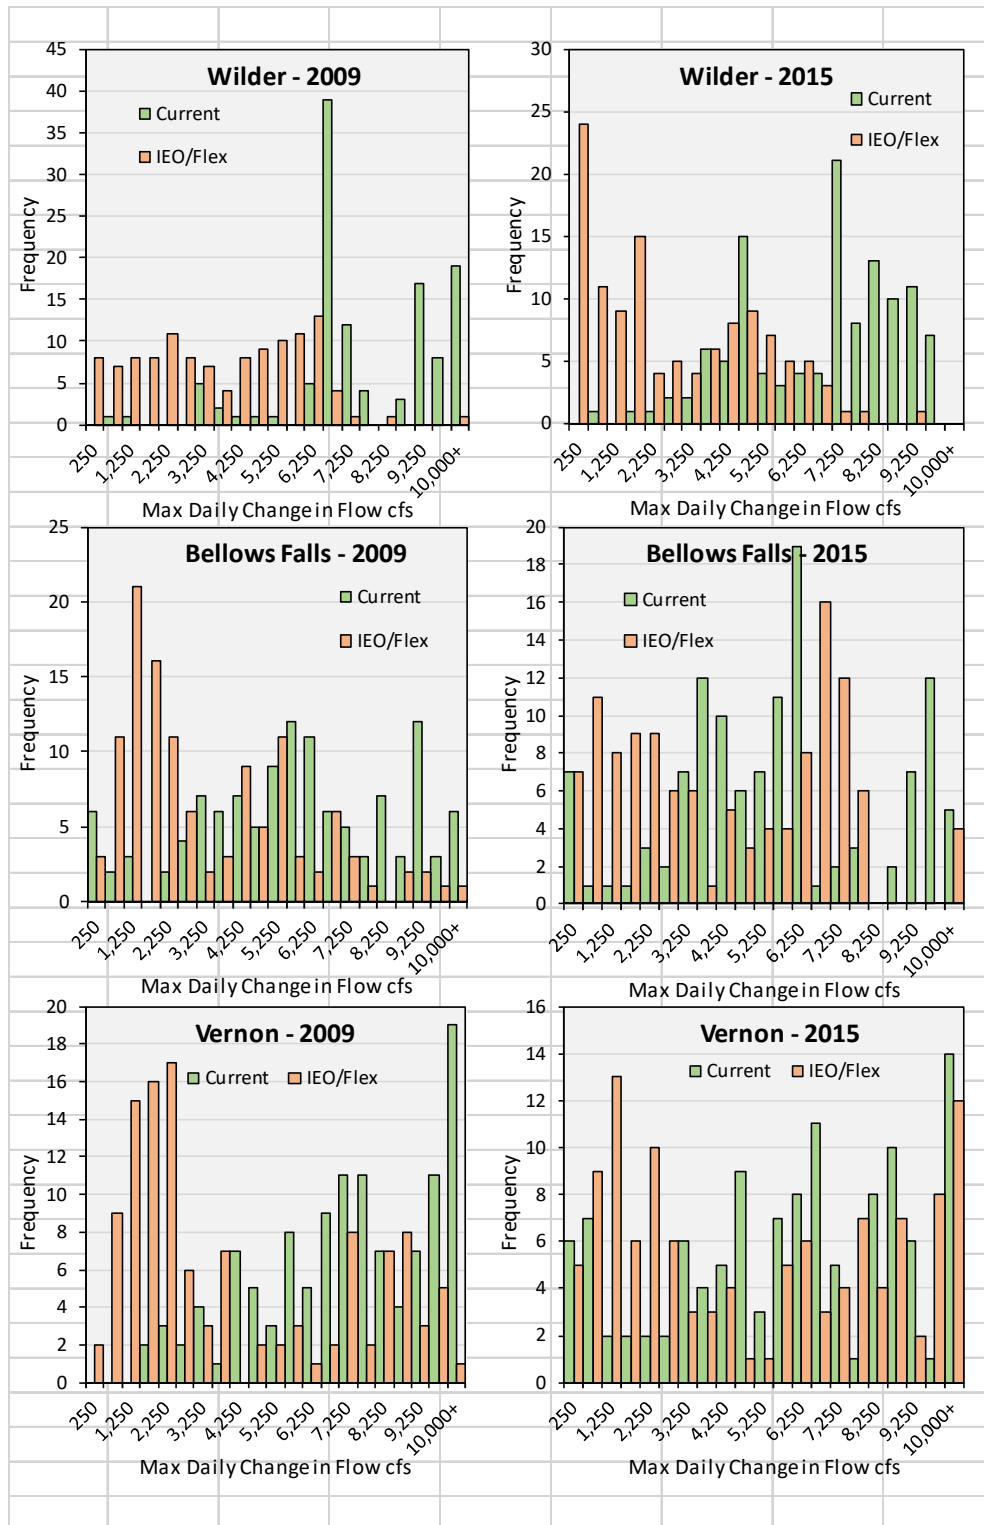 Wilder - 2009
Current
IEO/Flex
Frequency
45
40
35
30
25
20
15
10
5
0
250 1,250 2,250 3,250 4,250 5,250 6,250 7,250 8,250 9,250 10,000+
Max Daily Change in Flow cfs
Wilder - 2015
Current
IEO/Flex
Frequency
30
25
20
15
10
5
0
250 1,250 2,250 3,250 4,250 5,250 6,250 7,250 8,250 9,250 10,000+
Max Daily Change in Flow cfs
Bellows Falls - 2009
Current
IEO/Flex
Frequency
25
20
15
10
5
0
250 1,250 2,250 3,250 4,250 5,250 6,250 7,250 8,250 9,250 10,000+
Max Daily Change in Flow cfs
Bellows Falls - 2015
Current
IEO/Flex
Frequency
20
18
16
14
12
10
8
6
4
2
0
250 1,250 2,250 3,250 4,250 5,250 6,250 7,250 8,250 9,250 10,000+
Max Daily Change in Flow cfs
Vernon - 2009
Current IEO/Flex
Frequency
20
18
16
14
12
10
8
6
4
2
0
250 1,250 2,250 3,250 4,250 5,250 6,250 7,250 8,250 9,250 10,000+
Max Daily Change in Flow cfs
Vernon - 2015
Current IEO/Flex
Frequency
16
14
12
10
8
6
4
2
0
250 1,250 2,250 3,250 4,250 5,250 6,250 7,250 8,250 9,250 10,000+
Max Daily Change in Flow cfs